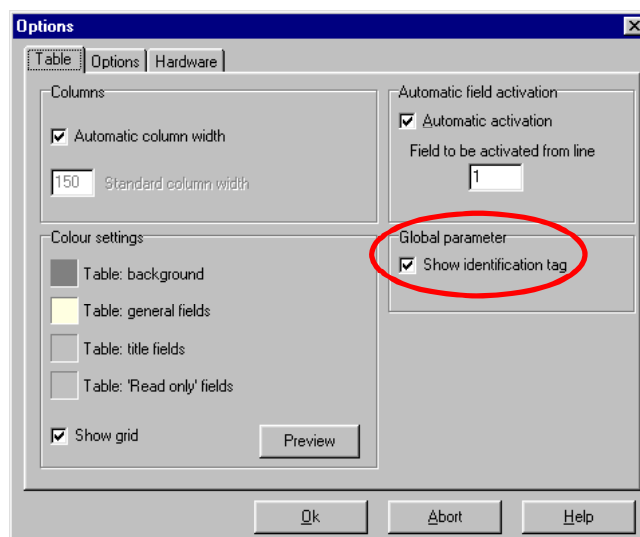 Options
Table Options Hardware
Columns
Automatic column width
150 Standard column width
Automatic field activation
Automatic activation
Field to be activated from line
1
Colour settings
Table: background
Table: general fields
Table: title fields
Table: 'Read only' fields
Show grid
Preview
Global parameter
Show identification tag
Ok Abort Help